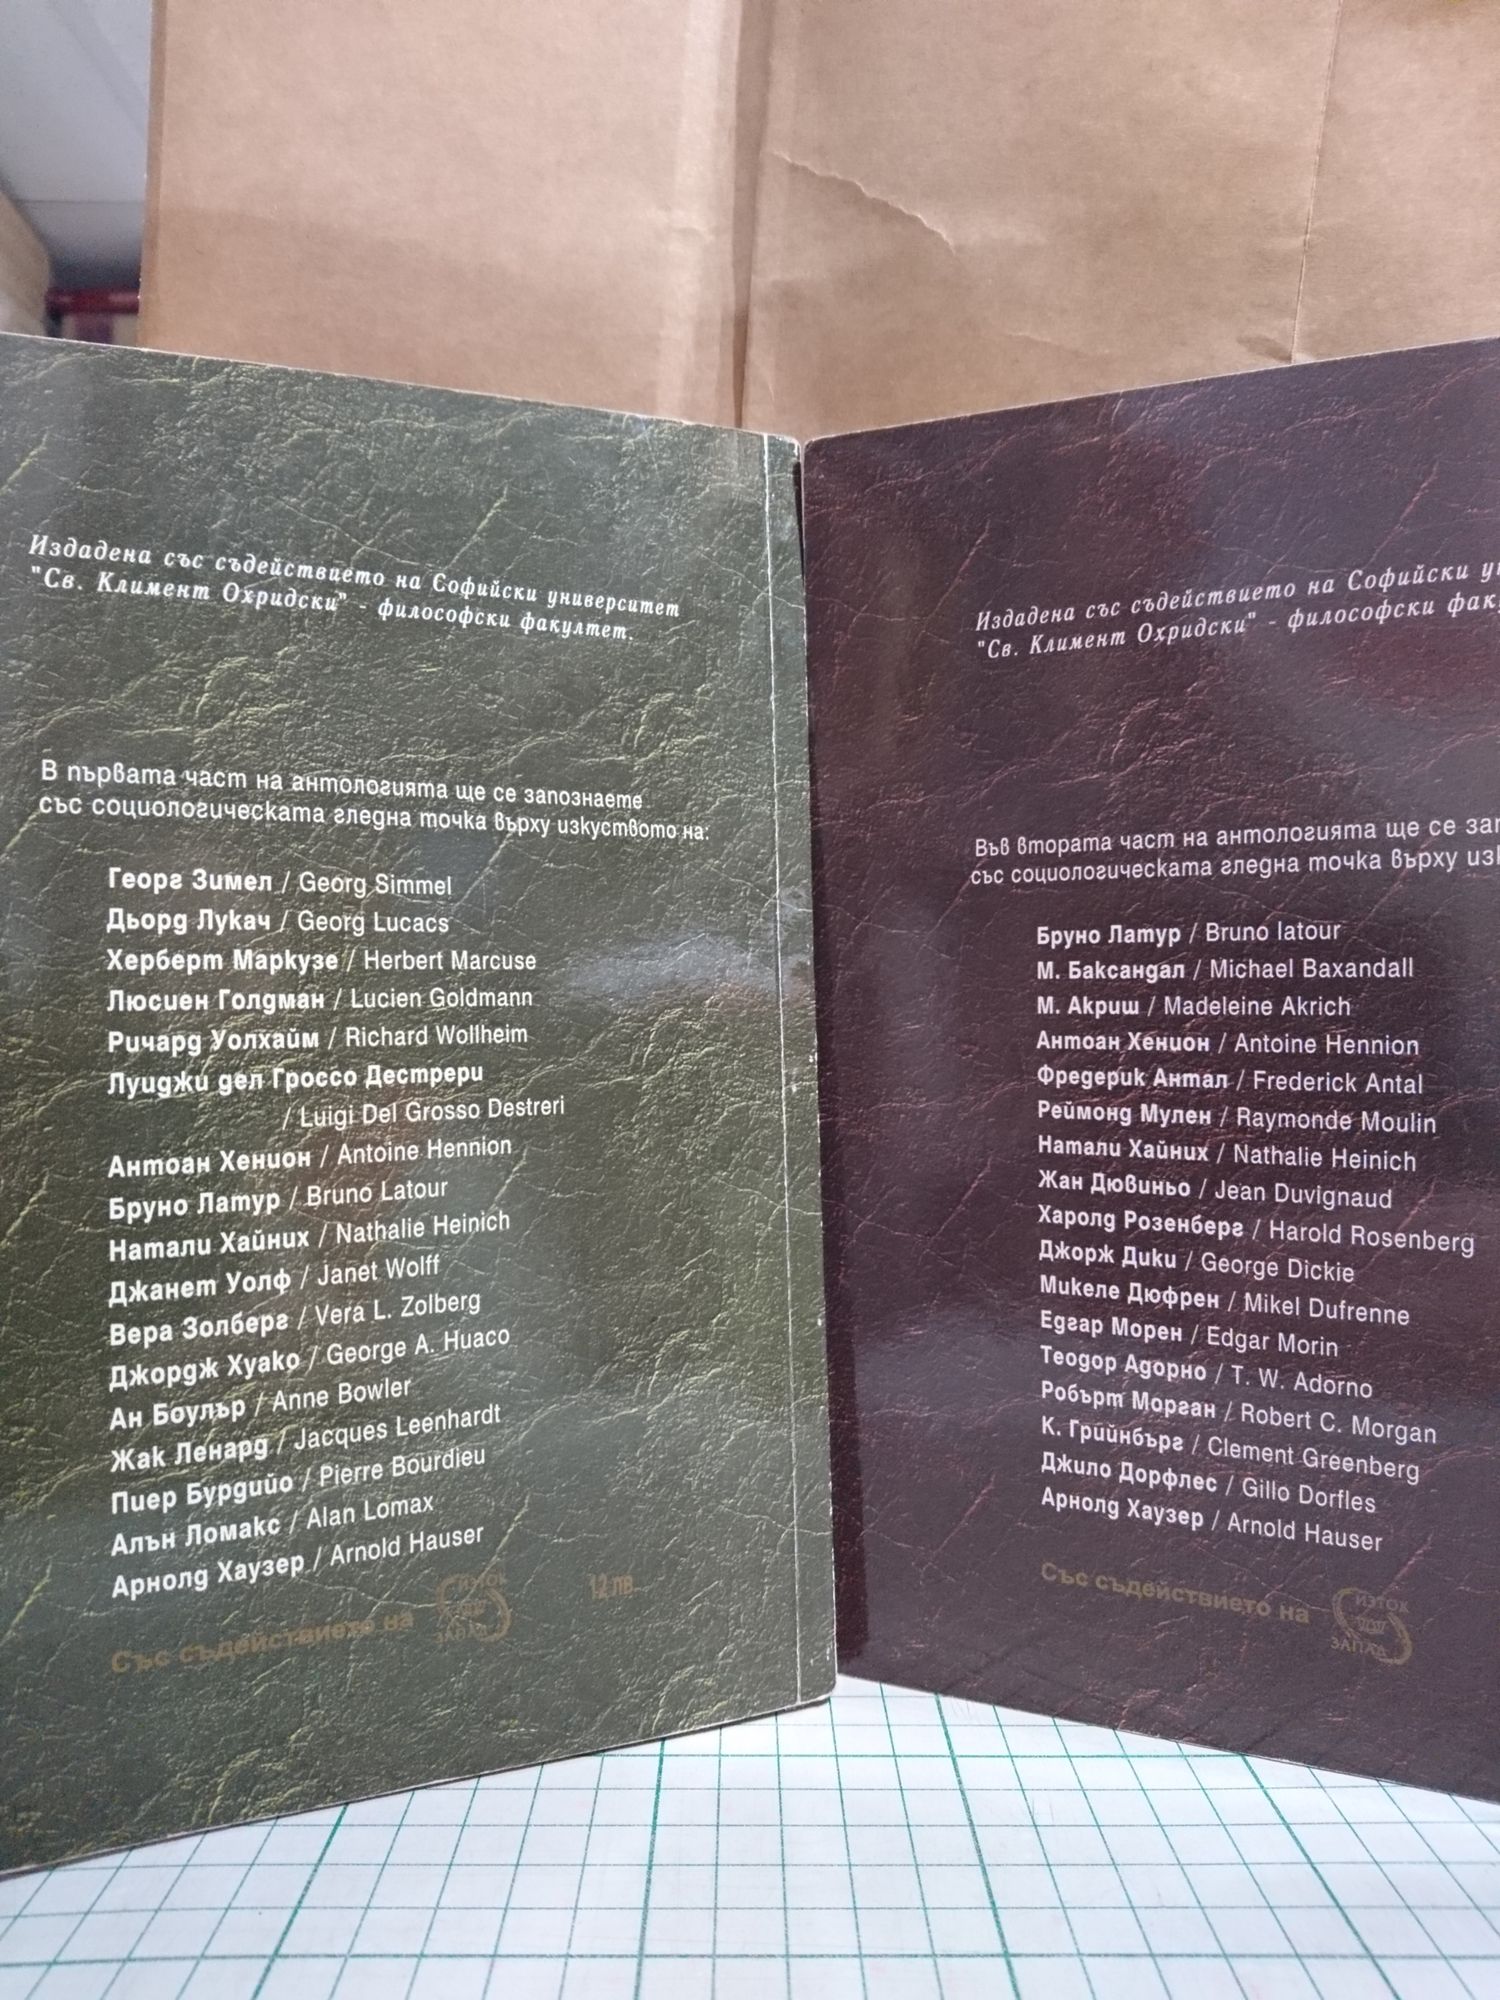 Издадена със съдействието на Софийски университет
"Св. Климент Охридски" - философски факултет.
В първата част на антологията ще се запознаете
със социологическата гледна точка върху изкуството на:
Георг Зимел / Georg Simmel
Дьорд Лукач / Georg Lucacs
Херберт Маркузе / Herbert Marcuse
Люсиен Голдман / Lucien Goldmann
Ричард Уолхайм / Richard Wollheim
Луиджи дел Гроссо Дестрери
/ Luigi Del Grosso Destreri
Антоан Хенион / Antoine Hennion
Бруно Латур / Bruno Latour
Натали Хайних / Nathalie Heinich
Джанет Уолф / Janet Wolff
Вера Золберг / Vera L. Zolberg
Джордж Хуако / George A. Huaco
Ан Боулър / Anne Bowler
Жак Ленард / Jacques Leenhardt
Пиер Бурдийо / Pierre Bourdieu
Алън Ломакс / Alan Lomax
Арнолд Хаузер / Arnold Hauser
Със съдействието на
ИЗТОК
ЗАПАД
12 лв.
Издадена със съдействието на Софийски
"Св. Климент Охридски" - философски
Във втората част на антологията ще се
със социологическата гледна точка върху
Бруно Латур / Bruno latour
М. Баксандал / Michael Baxandall
М. Акриш / Madeleine Akrich
Антоан Хенион / Antoine Hennion
Фредерик Антал / Frederick Antal
Реймонд Мулен / Raymonde Moulin
Натали Хайних / Nathalie Heinich
Жан Дювиньо / Jean Duvignaud
Харолд Розенберг / Harold Rosenberg
Джорж Дики / George Dickie
Микеле Дюфрен / Mikel Dufrenne
Едгар Морен / Edgar Morin
Теодор Адорно / T. W. Adorno
Робърт Морган / Robert C. Morgan
К. Грийнбърг / Clement Greenberg
Джило Дорфлес / Gillo Dorfles
Арнолд Хаузер / Arnold Hauser
Със съдействието на
ИЗТОК
ЗАПАД